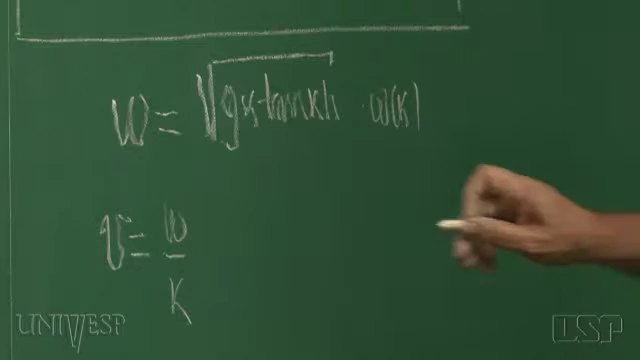 w = √gk tanh kh · w(k)
v = w/k
UNIVESP
USP